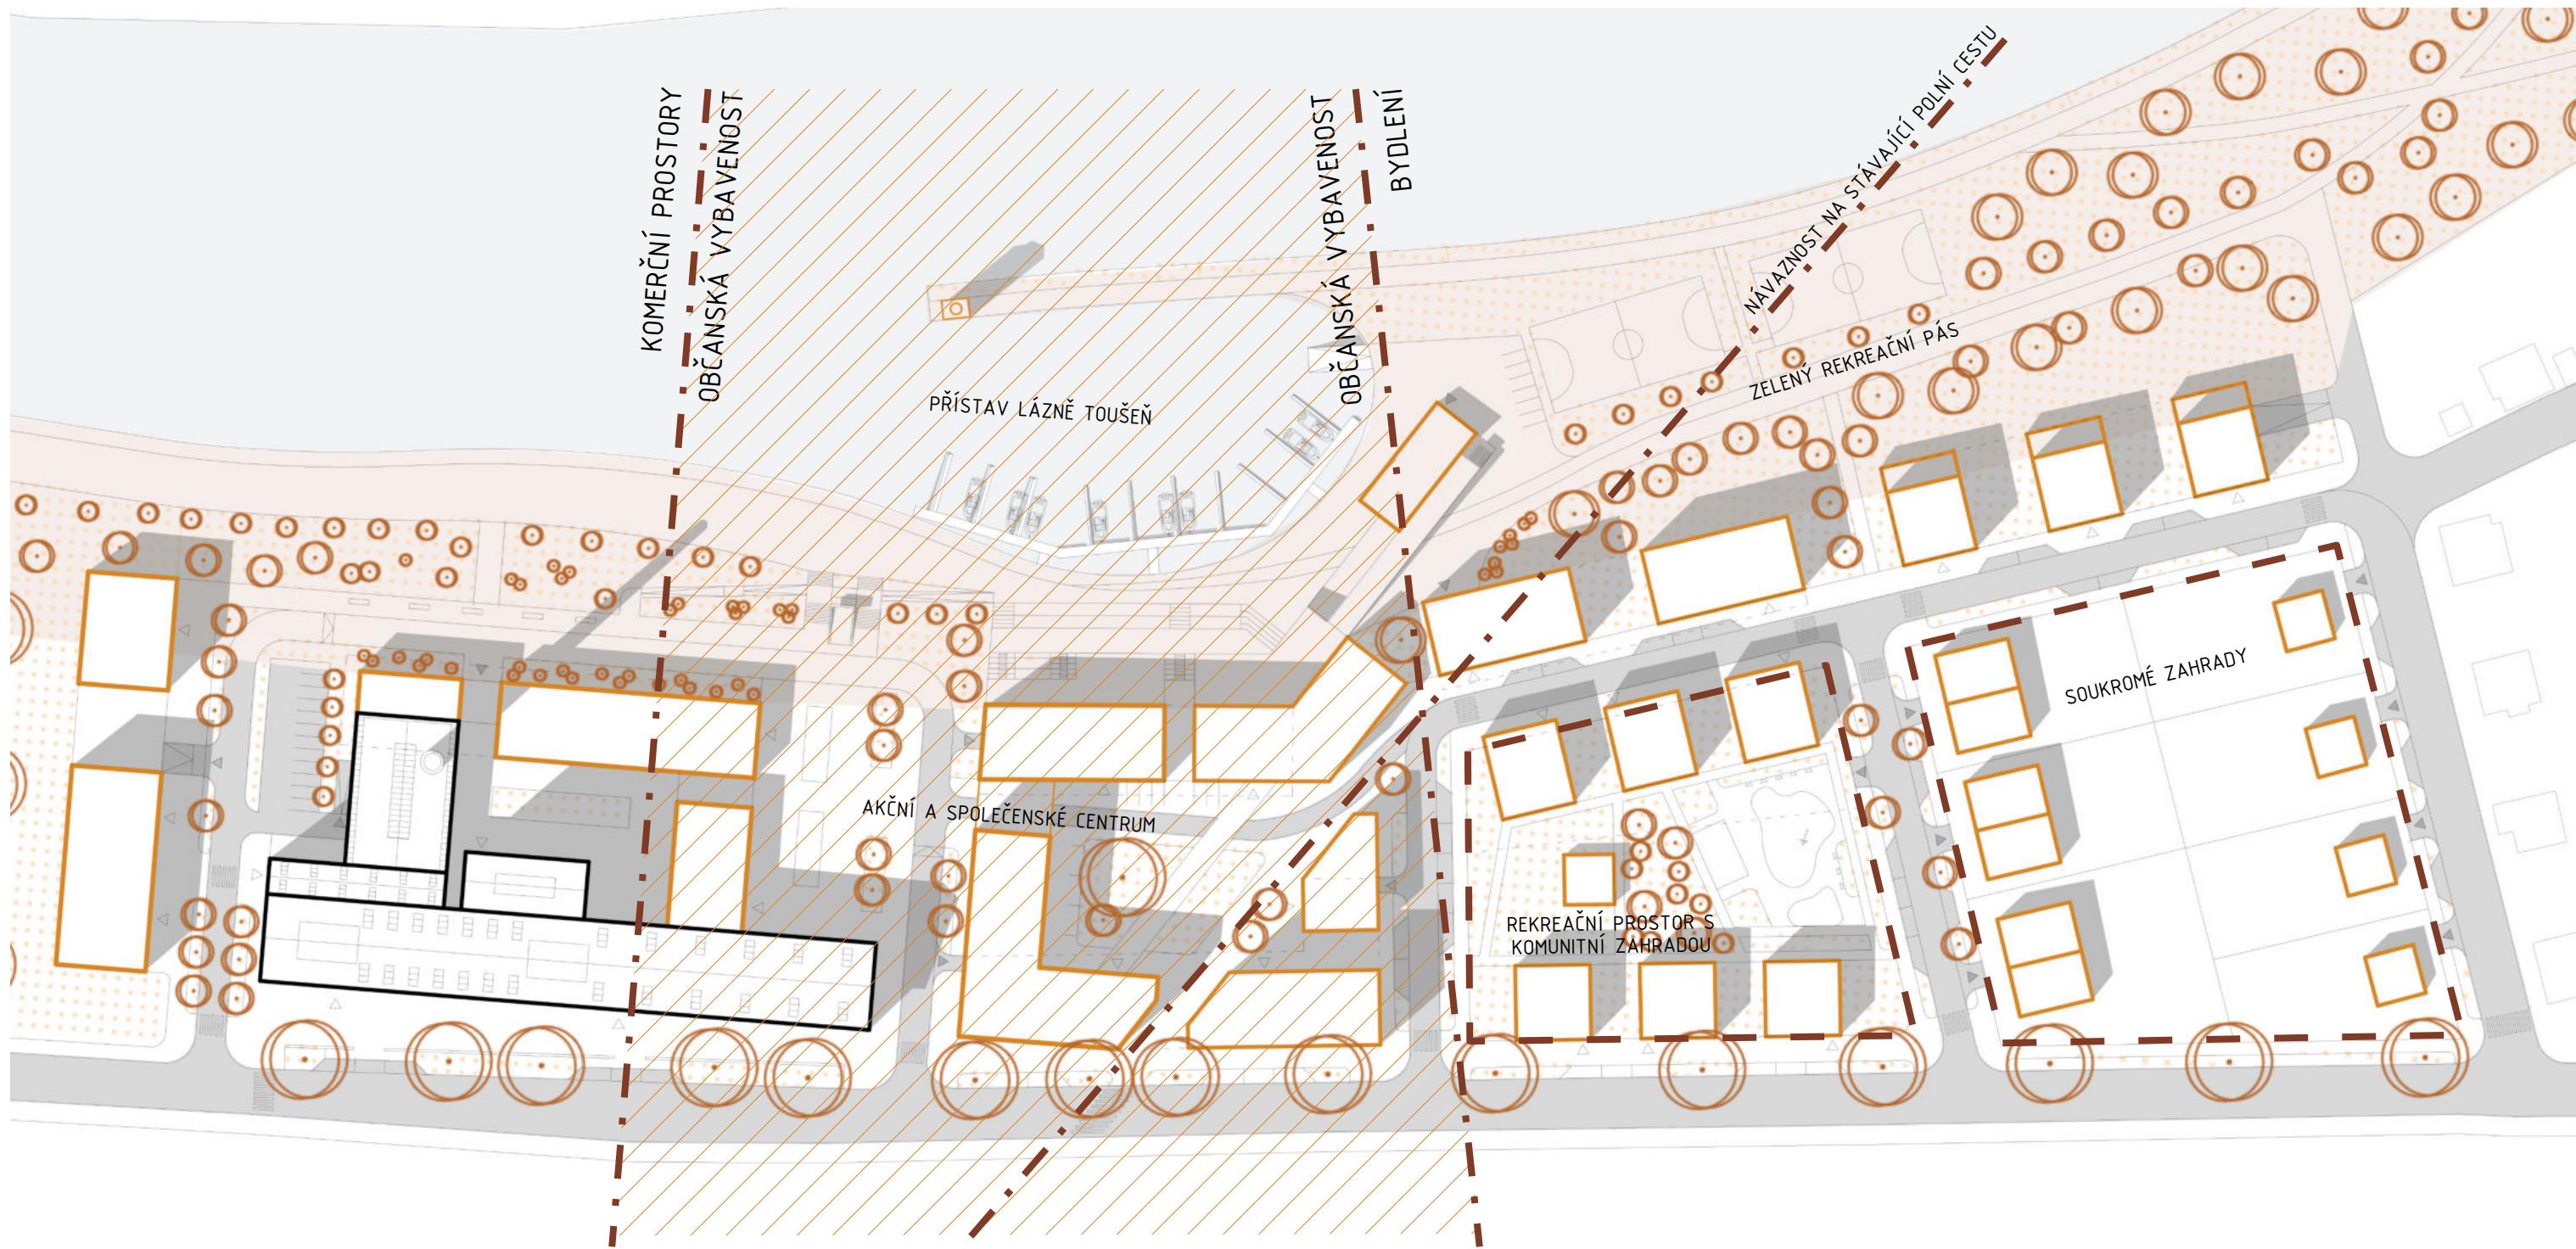 KOMERČNÍ PROSTORY
OBČANSKÁ VYBAVENOST
OBČANSKÁ VYBAVENOST
BYDLENÍ
NÁVAZNOST NA STÁVAJÍCÍ POLNÍ CESTU
ZELENÝ REKREAČNÍ PÁS
PŘÍSTAV LÁZNĚ TOUŠEŇ
SOUKROMÉ ZAHRADY
AKČNÍ A SPOLEČENSKÉ CENTRUM
REKREAČNÍ PROSTOR S
KOMUNITNÍ ZAHRADOU